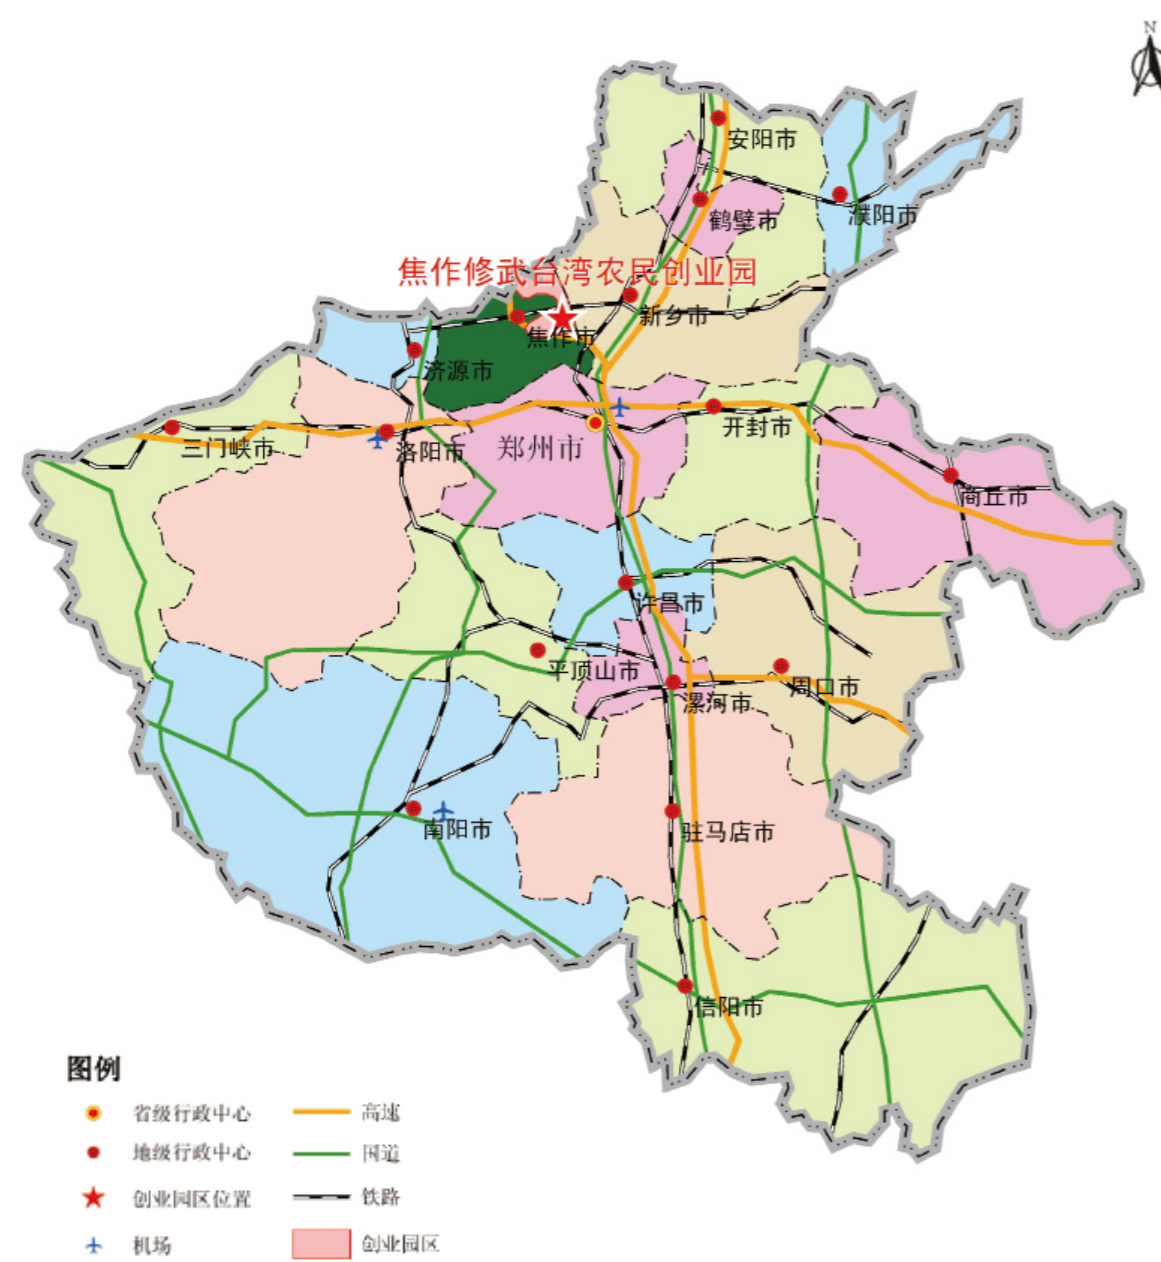 N
安阳市
濮阳市
鹤壁市
焦作修武台湾农民创业园
新乡市
焦作市
济源市
开封市
三门峡市
洛阳市
郑州市
商丘市
许昌市
平顶山市
周口市
漯河市
南阳市
驻马店市
信阳市
图例
省级行政中心 高速
地级行政中心 国道
创业园区位置 铁路
机场 创业园区